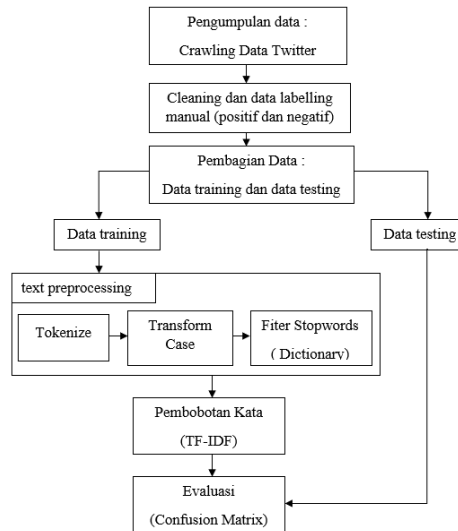 Pengumpulan data :
Crawling Data Twitter
Cleaning dan data labelling
manual (positif dan negatif)
Pembagian Data :
Data training dan data testing
Data training
Data testing
text preprocessing
Tokenize
Transform
Case
Fiter Stopwords
( Dictionary)
Pembobotan Kata
(TF-IDF)
Evaluasi
(Confusion Matrix)